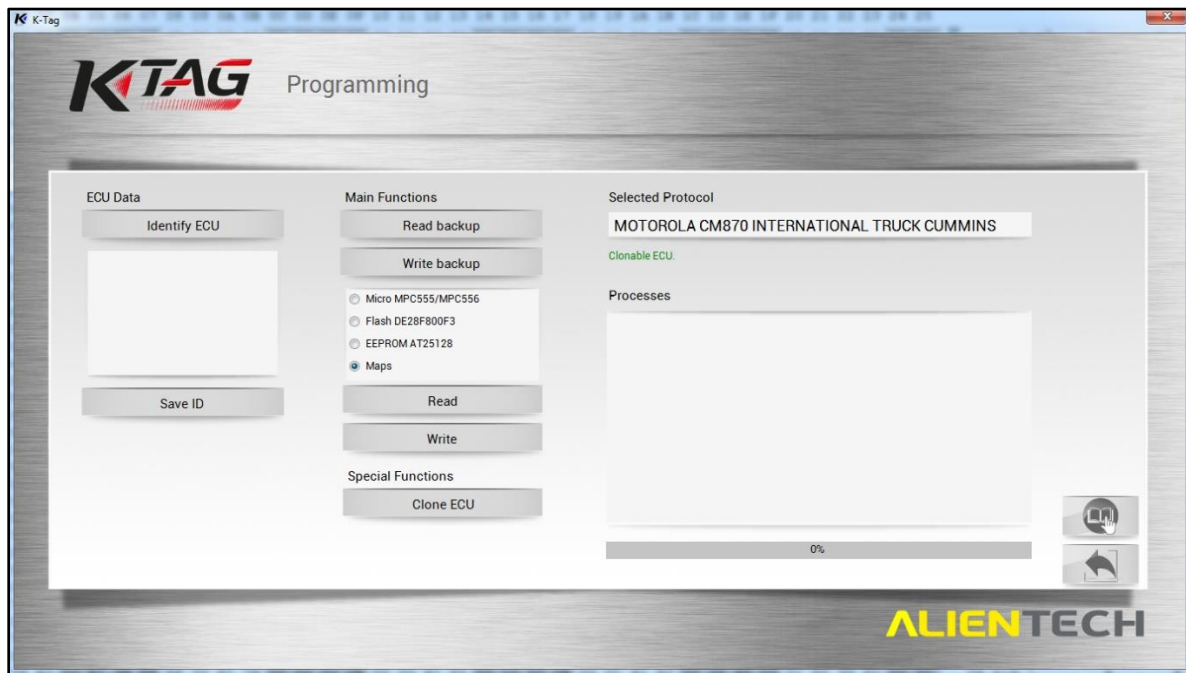 K-Tag
KTAG
Programming
ECU Data
Identify ECU
Save ID
Main Functions
Read backup
Write backup
Micro MPC555/MPC556
Flash DE28F800F3
EEPROM AT25128
Maps
Read
Write
Special Functions
Clone ECU
Selected Protocol
MOTOROLA CM870 INTERNATIONAL TRUCK CUMMINS
Clonable ECU.
Processes
0%
ALIENTECH